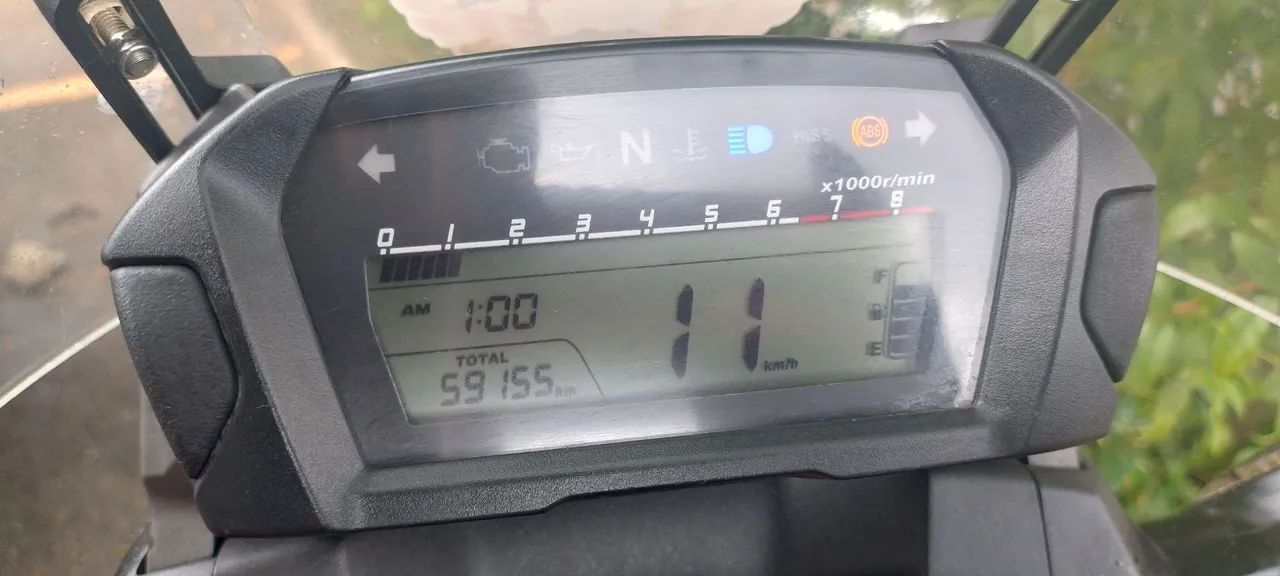 N HISS ABS
x1000r/min
0 1 2 3 4 5 6 7 8
AM 1:00
11 km/h
F
E
TOTAL
59155 km